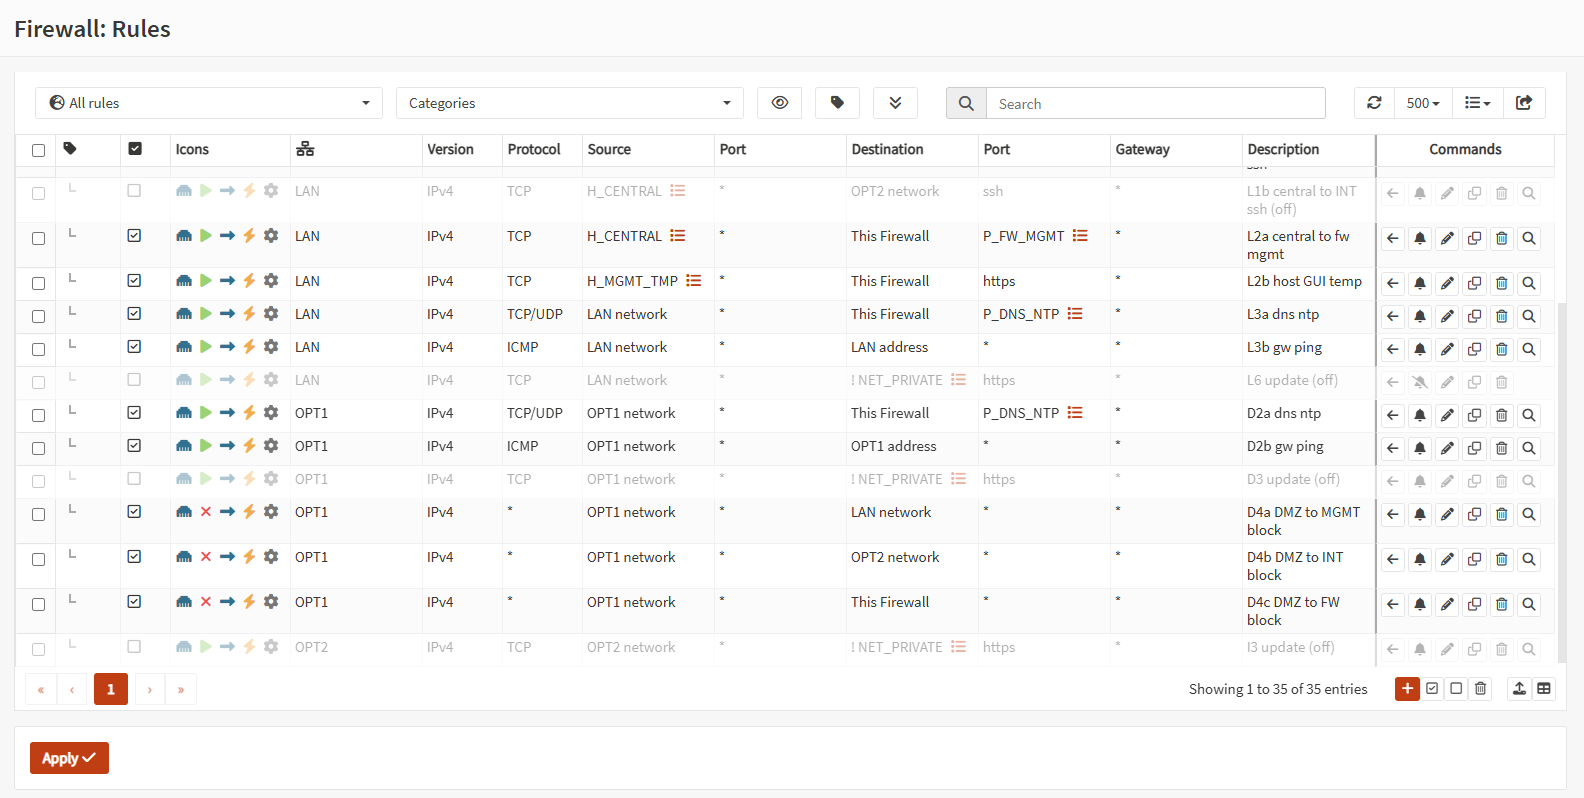 Firewall: Rules
All rules
Categories
Search
500
Icons Version Protocol Source Port Destination Port Gateway Description Commands
ssh
LAN IPv4 TCP H_CENTRAL * OPT2 network ssh * L1b central to INT
ssh (off)
LAN IPv4 TCP H_CENTRAL * This Firewall P_FW_MGMT * L2a central to fw
mgmt
LAN IPv4 TCP H_MGMT_TMP * This Firewall https * L2b host GUI temp
LAN IPv4 TCP/UDP LAN network * This Firewall P_DNS_NTP * L3a dns ntp
LAN IPv4 ICMP LAN network * LAN address * * L3b gw ping
LAN IPv4 TCP LAN network * ! NET_PRIVATE https * L6 update (off)
OPT1 IPv4 TCP/UDP OPT1 network * This Firewall P_DNS_NTP * D2a dns ntp
OPT1 IPv4 ICMP OPT1 network * OPT1 address * * D2b gw ping
OPT1 IPv4 TCP OPT1 network * ! NET_PRIVATE https * D3 update (off)
OPT1 IPv4 * OPT1 network * LAN network * * D4a DMZ to MGMT
block
OPT1 IPv4 * OPT1 network * OPT2 network * * D4b DMZ to INT
block
OPT1 IPv4 * OPT1 network * This Firewall * * D4c DMZ to FW
block
OPT2 IPv4 TCP OPT2 network * ! NET_PRIVATE https * I3 update (off)
« ‹ 1 › »
Showing 1 to 35 of 35 entries
Apply